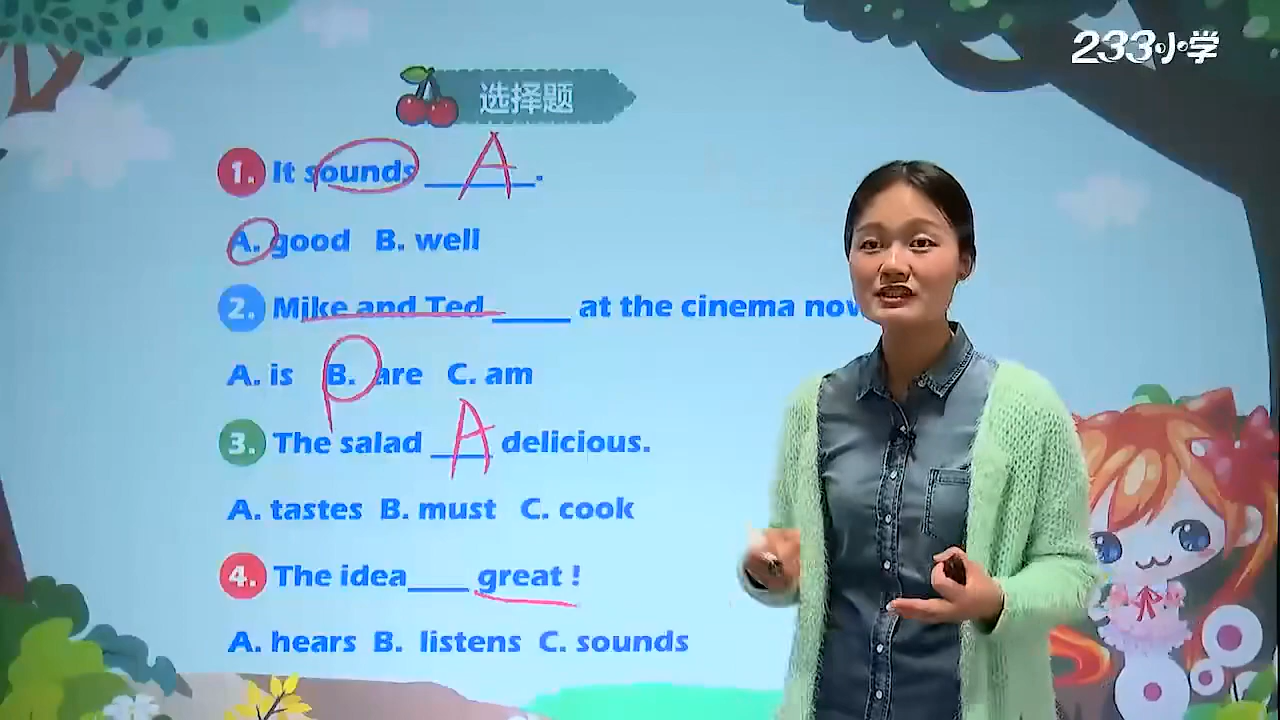 233小学
选择题
1. It sounds A.
A. good B. well
2. Mike and Ted ____ at the cinema now
A. is B. are C. am
3. The salad A delicious.
A. tastes B. must C. cook
4. The idea____ great !
A. hears B. listens C. sounds